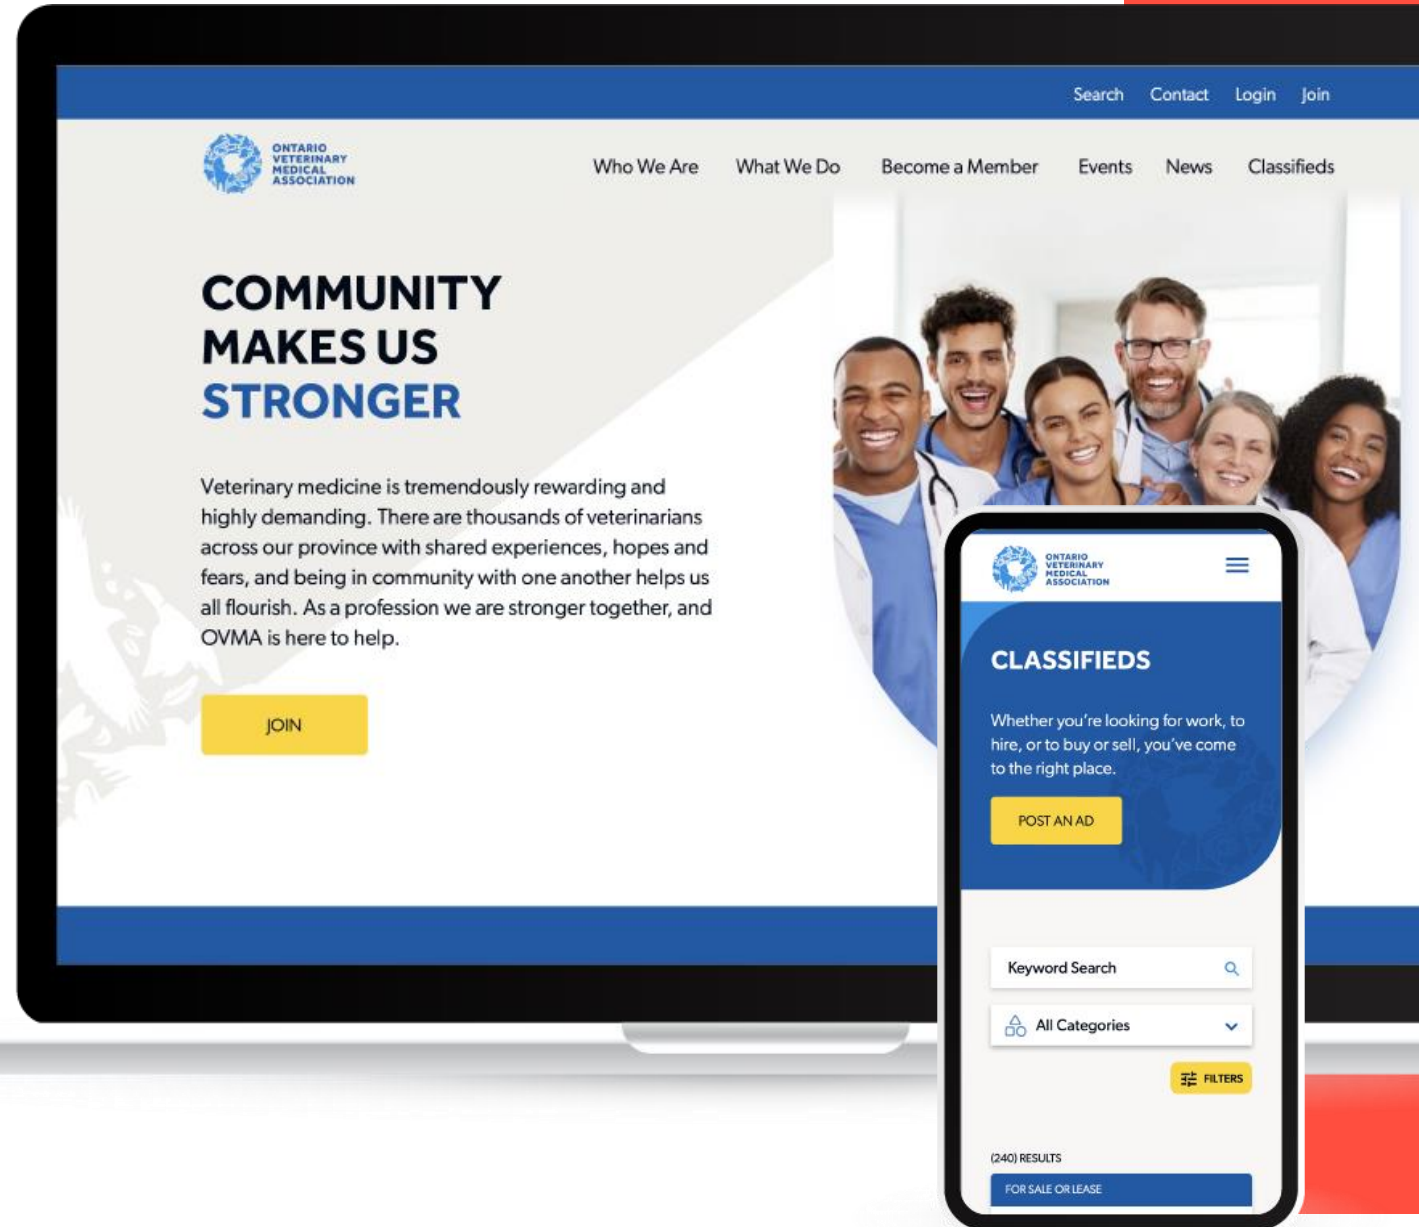 Search Contact Login Join
ONTARIO
VETERINARY
MEDICAL
ASSOCIATION
Who We Are What We Do Become a Member Events News Classifieds
COMMUNITY
MAKES US
STRONGER
Veterinary medicine is tremendously rewarding and
highly demanding. There are thousands of veterinarians
across our province with shared experiences, hopes and
fears, and being in community with one another helps us
all flourish. As a profession we are stronger together, and
OVMA is here to help.
JOIN
ONTARIO
VETERINARY
MEDICAL
ASSOCIATION
CLASSIFIEDS
Whether you're looking for work, to
hire, or to buy or sell, you've come
to the right place.
POST AN AD
Keyword Search
All Categories
FILTERS
(240) RESULTS
FOR SALE OR LEASE